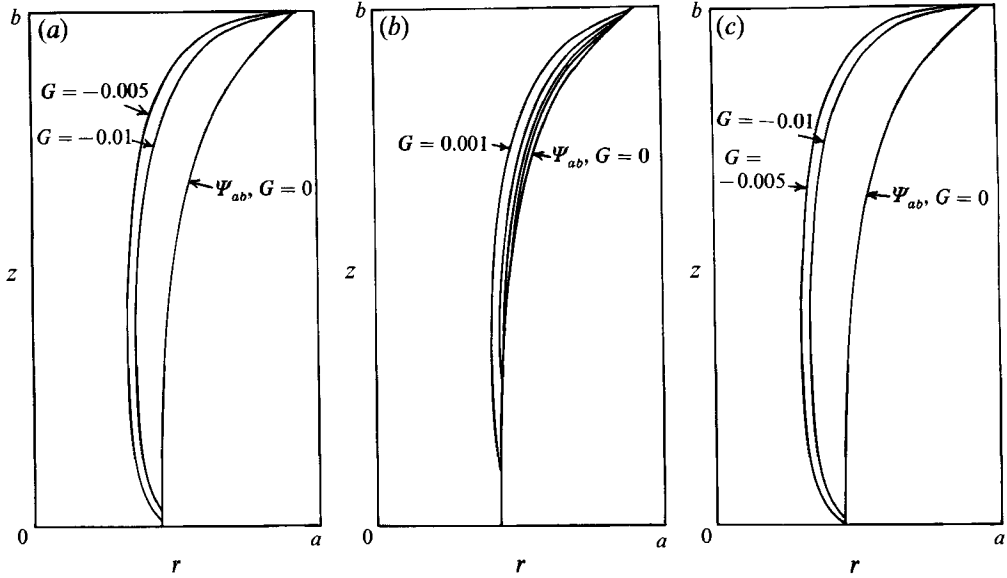 b
(a)
G = −0.005
G = −0.01
Ψab, G = 0
z
0
a
r
b
(b)
G = 0.001
Ψab, G = 0
z
0
a
r
b
(c)
G = −0.01
G =
−0.005
Ψab, G = 0
z
0
a
r